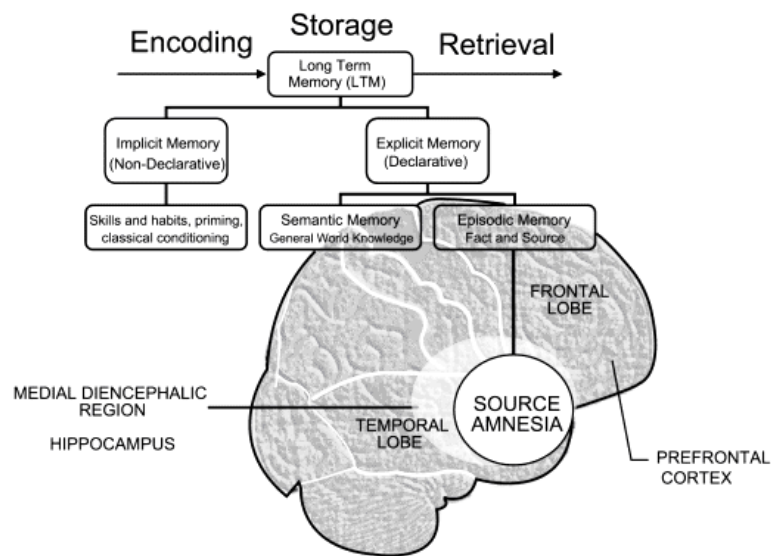 Encoding
Storage
Retrieval
Long Term
Memory (LTM)
Implicit Memory
(Non-Declarative)
Explicit Memory
(Declarative)
Skills and habits, priming,
classical conditioning
Semantic Memory
General World Knowledge
Episodic Memory
Fact and Source
FRONTAL
LOBE
MEDIAL DIENCEPHALIC
REGION
HIPPOCAMPUS
TEMPORAL
LOBE
SOURCE
AMNESIA
PREFRONTAL
CORTEX